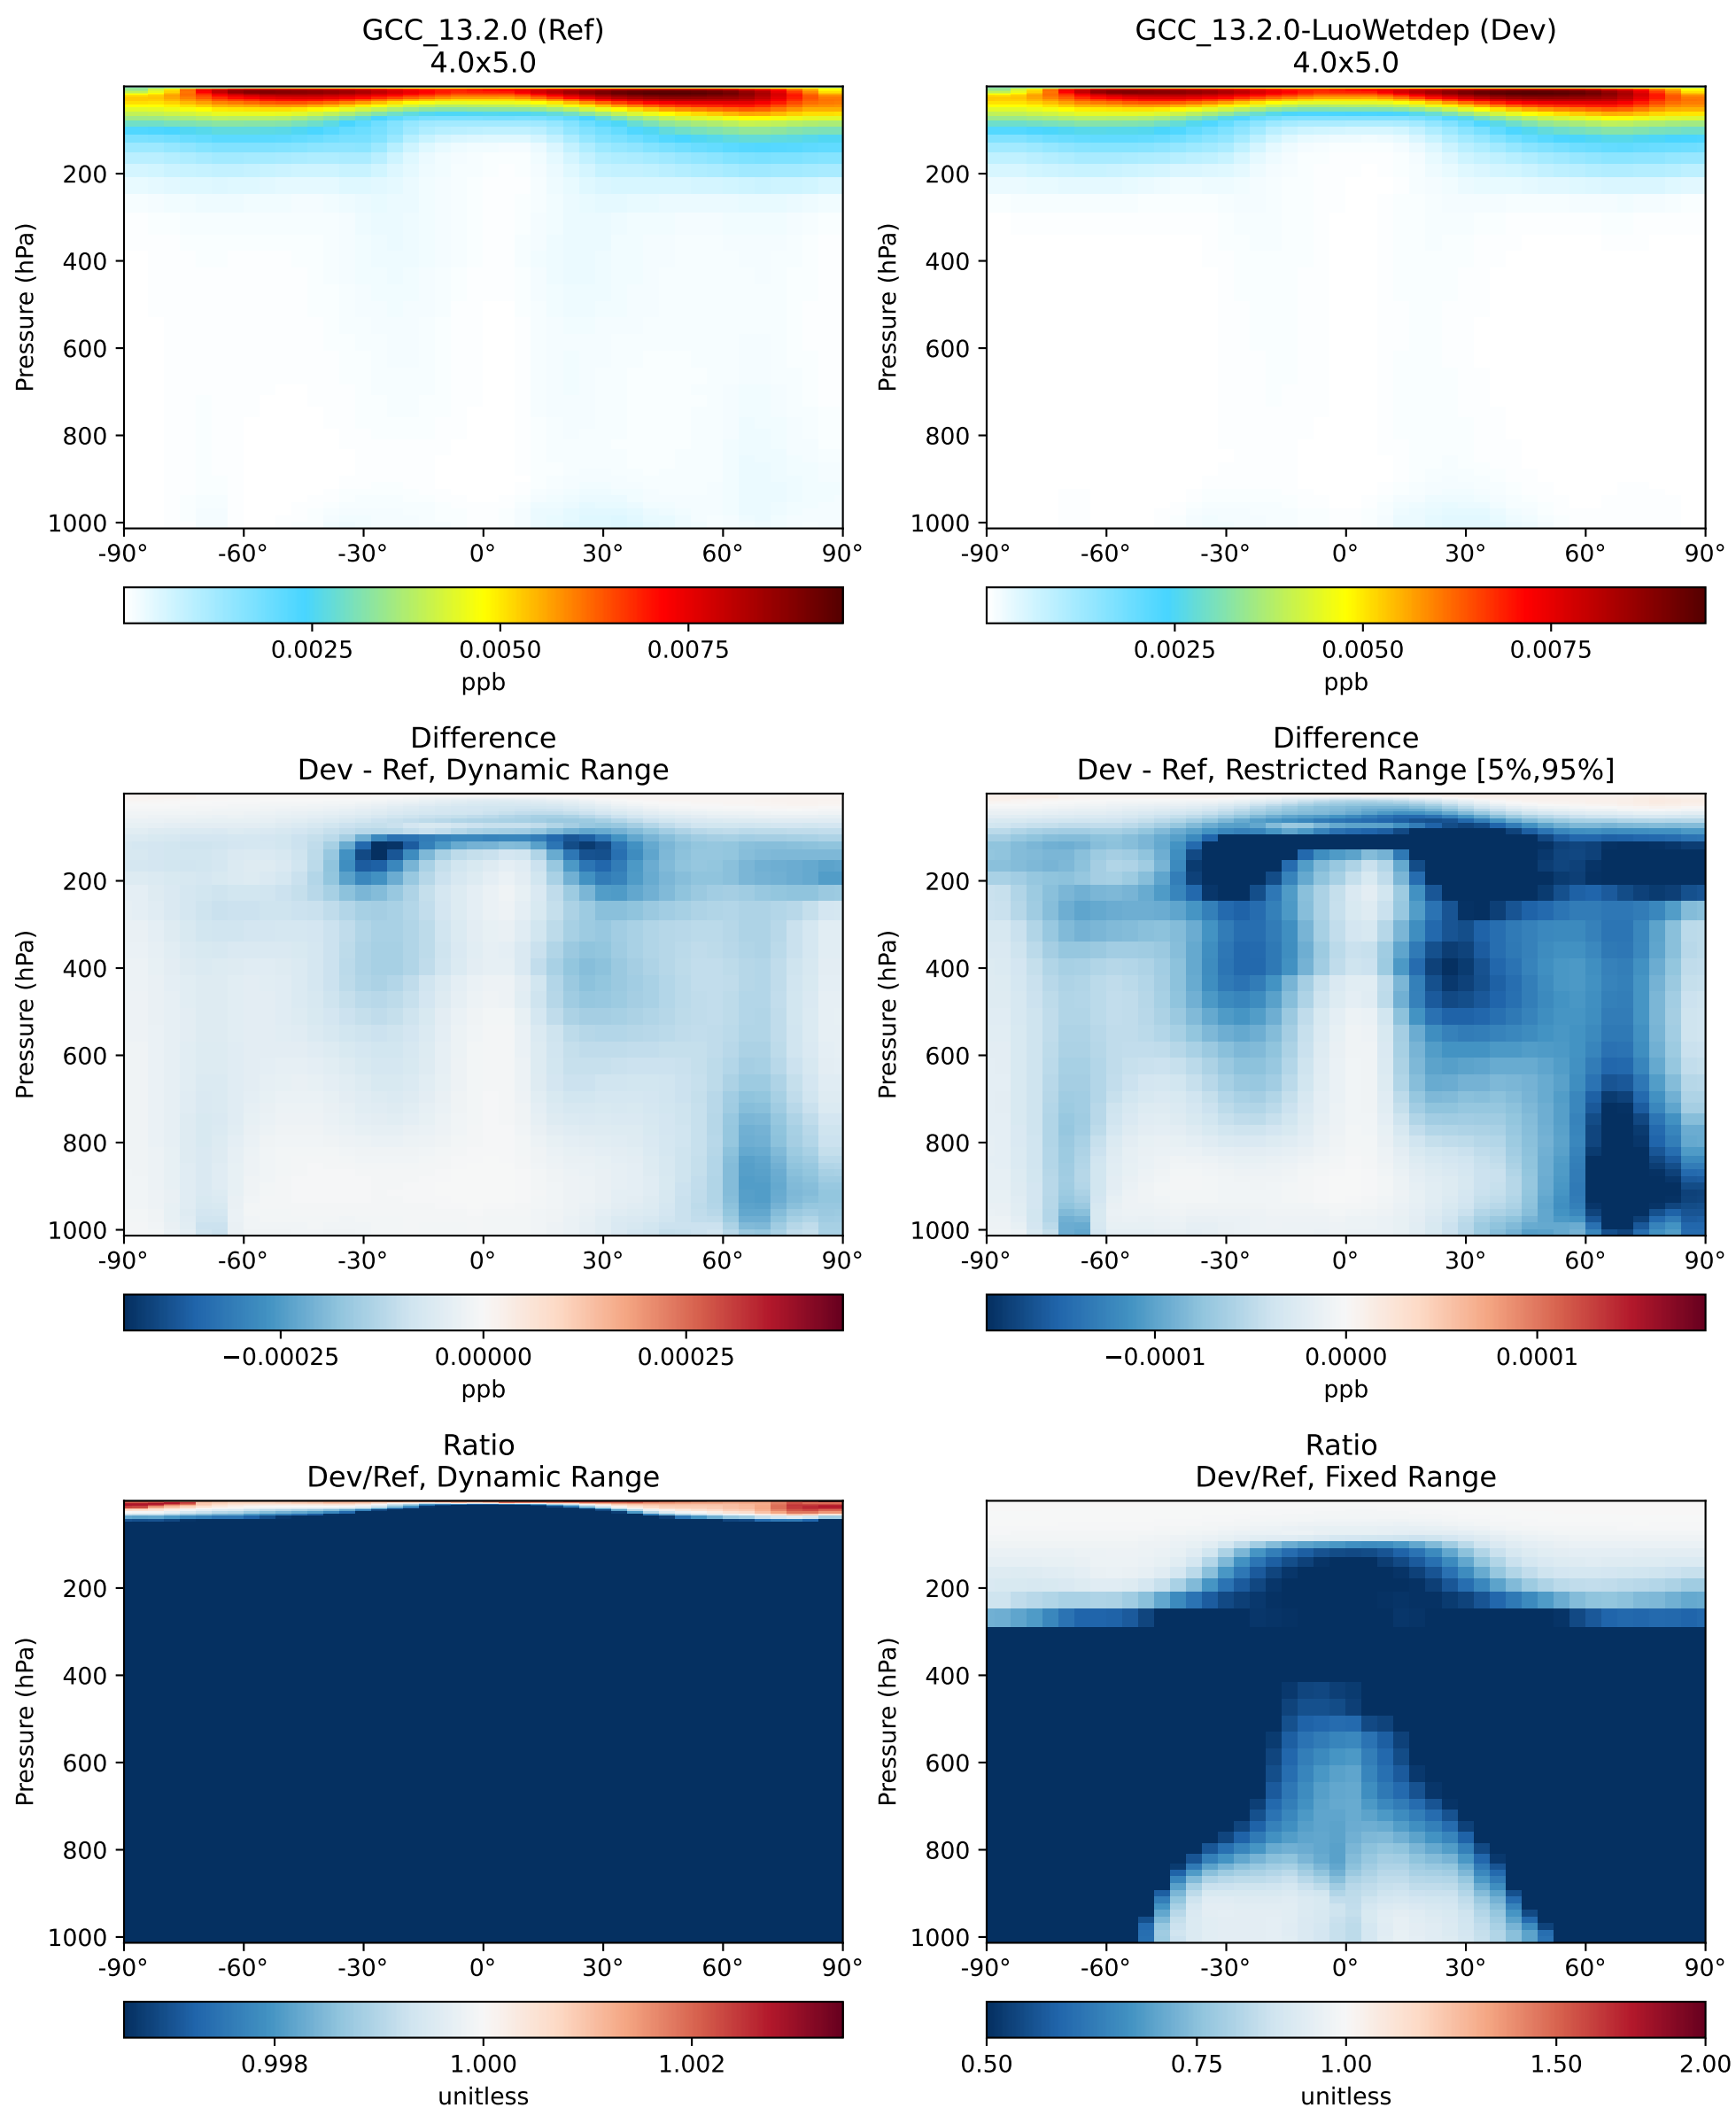 GCC_13.2.0 (Ref)
4.0x5.0
Pressure (hPa)
200
400
600
800
1000
-90° -60° -30° 0° 30° 60° 90°
0.0025 0.0050 0.0075
ppb
GCC_13.2.0-LuoWetdep (Dev)
4.0x5.0
Pressure (hPa)
200
400
600
800
1000
-90° -60° -30° 0° 30° 60° 90°
0.0025 0.0050 0.0075
ppb
Difference
Dev - Ref, Dynamic Range
Pressure (hPa)
200
400
600
800
1000
-90° -60° -30° 0° 30° 60° 90°
−0.00025 0.00000 0.00025
ppb
Difference
Dev - Ref, Restricted Range [5%,95%]
Pressure (hPa)
200
400
600
800
1000
-90° -60° -30° 0° 30° 60° 90°
−0.0001 0.0000 0.0001
ppb
Ratio
Dev/Ref, Dynamic Range
Pressure (hPa)
200
400
600
800
1000
-90° -60° -30° 0° 30° 60° 90°
0.998 1.000 1.002
unitless
Ratio
Dev/Ref, Fixed Range
Pressure (hPa)
200
400
600
800
1000
-90° -60° -30° 0° 30° 60° 90°
0.50 0.75 1.00 1.50 2.00
unitless